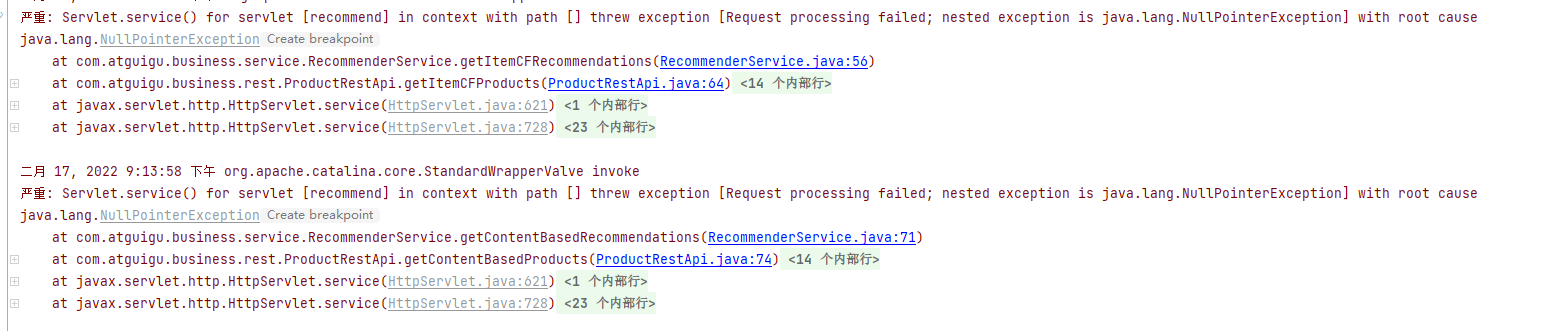 严重: Servlet.service() for servlet [recommend] in context with path [] threw exception [Request processing failed; nested exception is java.lang.NullPointerException] with root cause
java.lang.NullPointerException Create breakpoint
at com.atguigu.business.service.RecommenderService.getItemCFRecommendations(RecommenderService.java:56)
at com.atguigu.business.rest.ProductRestApi.getItemCFProducts(ProductRestApi.java:64) <14 个内部行>
at javax.servlet.http.HttpServlet.service(HttpServlet.java:621) <1 个内部行>
at javax.servlet.http.HttpServlet.service(HttpServlet.java:728) <23 个内部行>
二月 17, 2022 9:13:58 下午 org.apache.catalina.core.StandardWrapperValve invoke
严重: Servlet.service() for servlet [recommend] in context with path [] threw exception [Request processing failed; nested exception is java.lang.NullPointerException] with root cause
java.lang.NullPointerException Create breakpoint
at com.atguigu.business.service.RecommenderService.getContentBasedRecommendations(RecommenderService.java:71)
at com.atguigu.business.rest.ProductRestApi.getContentBasedProducts(ProductRestApi.java:74) <14 个内部行>
at javax.servlet.http.HttpServlet.service(HttpServlet.java:621) <1 个内部行>
at javax.servlet.http.HttpServlet.service(HttpServlet.java:728) <23 个内部行>